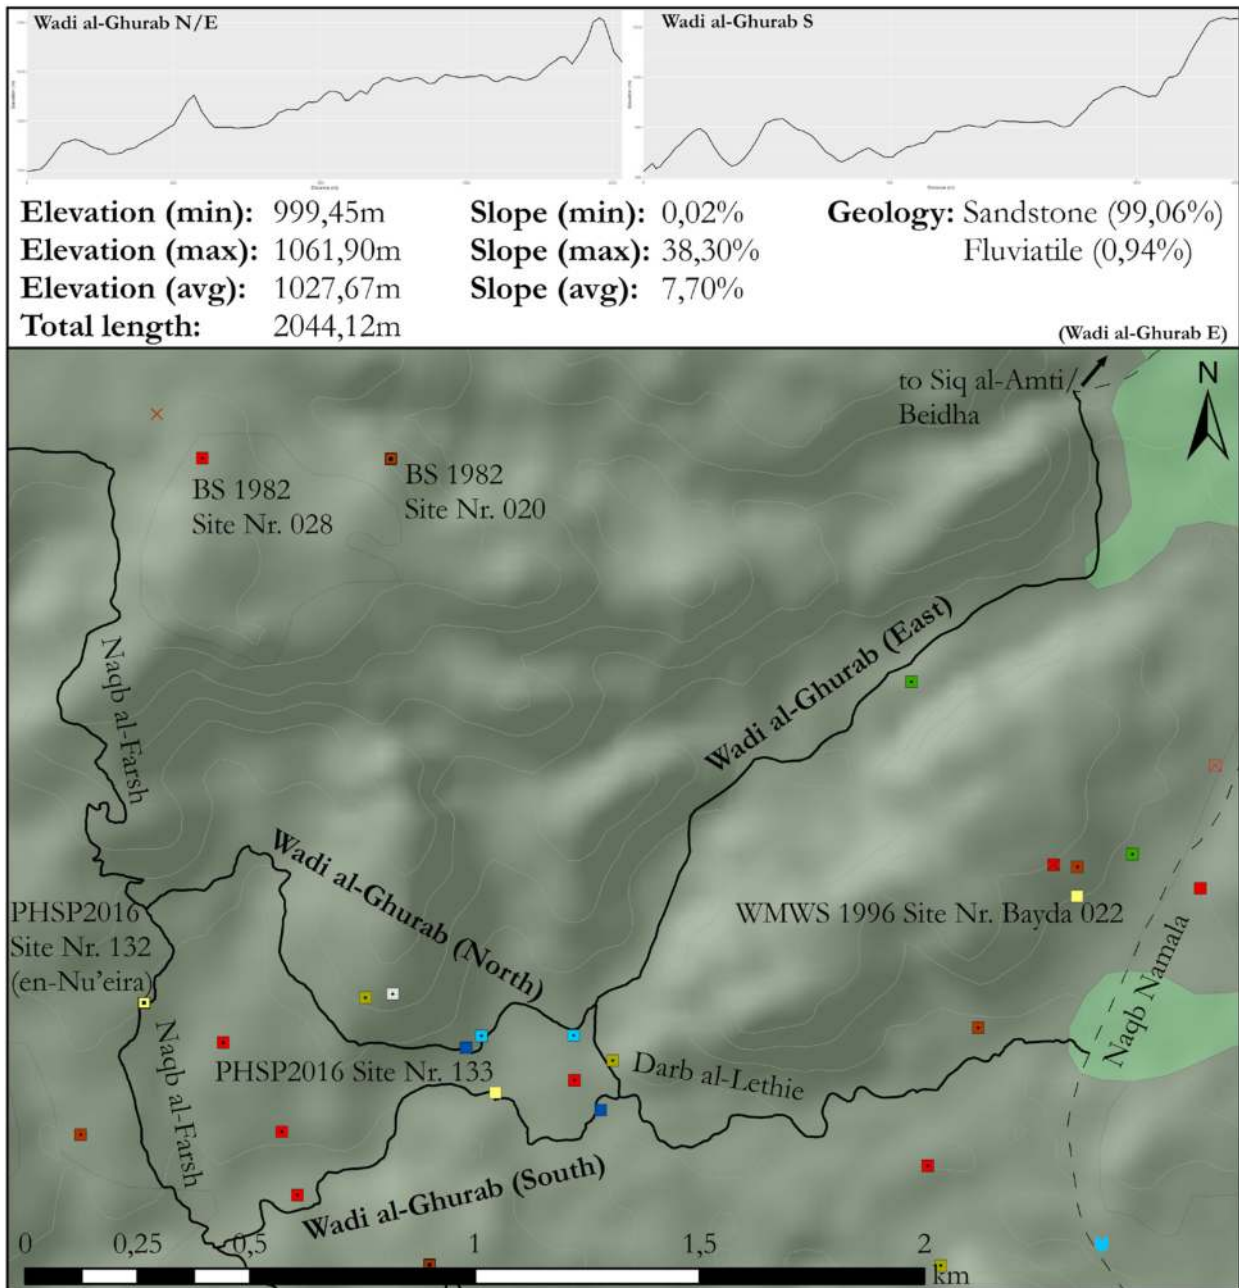 Wadi al-Ghurab N/E
Wadi al-Ghurab S
Elevation (min): 999,45m
Elevation (max): 1061,90m
Elevation (avg): 1027,67m
Total length: 2044,12m
Slope (min): 0,02%
Slope (max): 38,30%
Slope (avg): 7,70%
Geology: Sandstone (99,06%)
Fluviatile (0,94%)
(Wadi al-Ghurab E)
to Siq al-Amti/
Beidha
N
BS 1982
Site Nr. 028
BS 1982
Site Nr. 020
Naqb al-Farsh
Wadi al-Ghurab (East)
Wadi al-Ghurab (North)
PHSP2016
Site Nr. 132
(en-Nu'eira)
WMWS 1996 Site Nr. Bayda 022
Naqb Namala
Naqb al-Farsh
PHSP2016 Site Nr. 133
Darb al-Lethie
Wadi al-Ghurab (South)
0 0,25 0,5 1 1,5 2
km